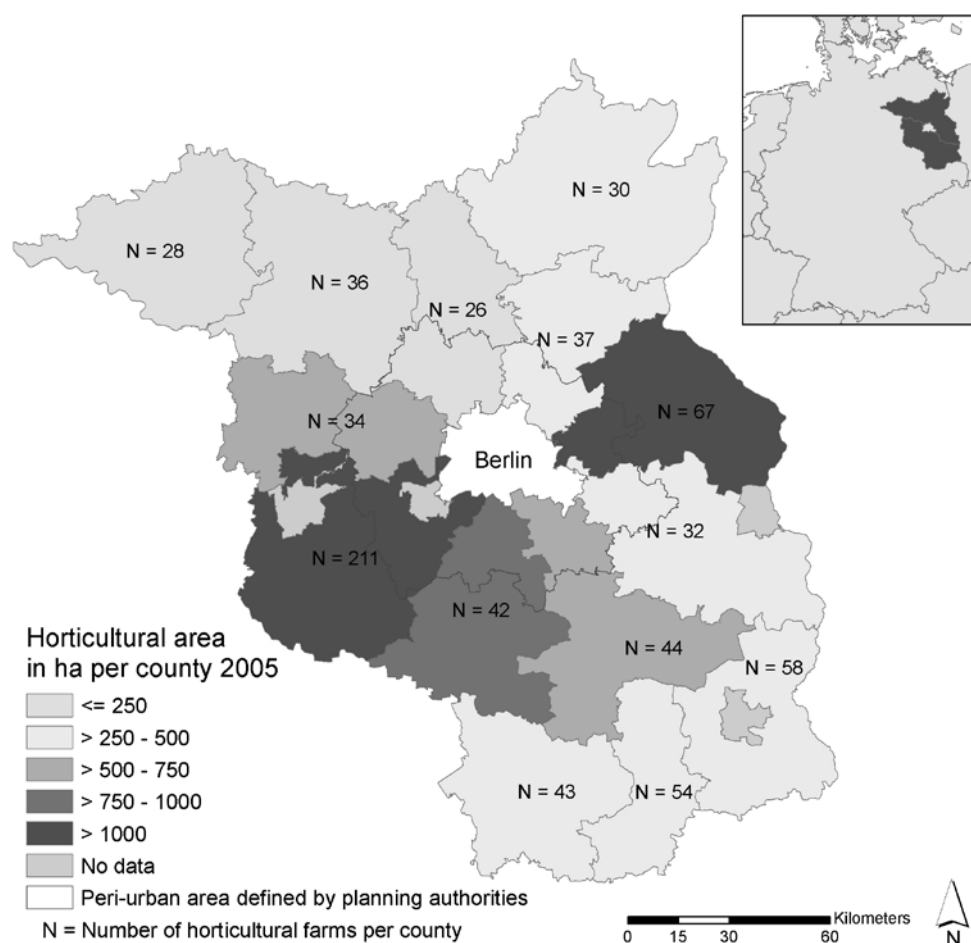 N = 30
N = 28
N = 36
N = 26
N = 37
N = 34
N = 67
Berlin
N = 32
N = 211
N = 42
N = 44
N = 58
N = 43
N = 54
Horticultural area
in ha per county 2005
<= 250
> 250 - 500
> 500 - 750
> 750 - 1000
> 1000
No data
Peri-urban area defined by planning authorities
N = Number of horticultural farms per county
Kilometers
0 15 30 60
N